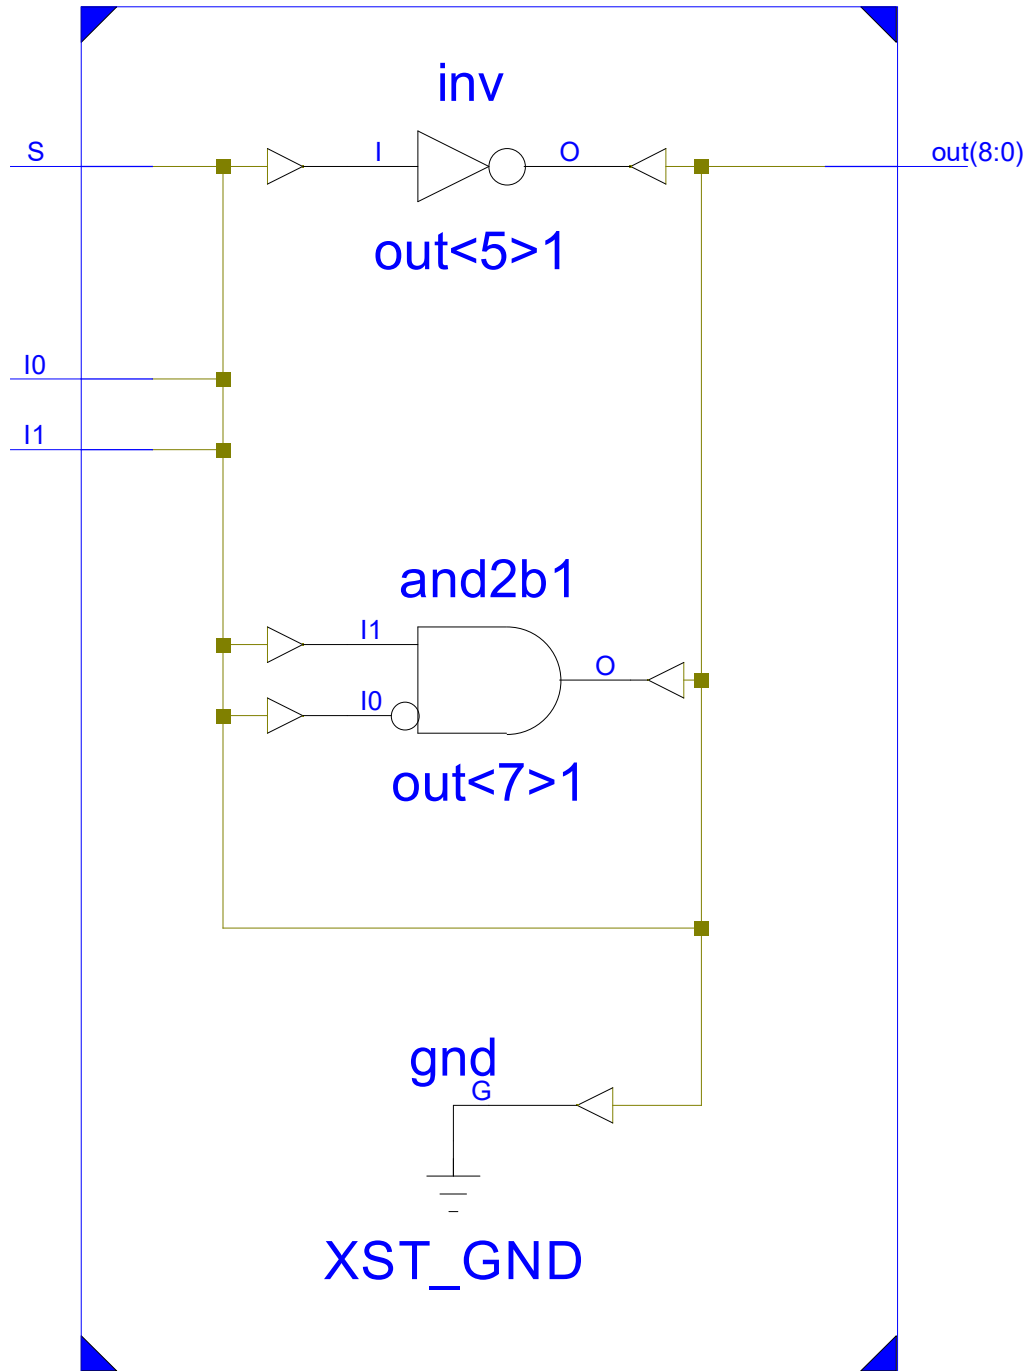 inv
S
I
O
out(8:0)
out<5>1
I0
I1
and2b1
I1
O
I0
out<7>1
gnd
G
XST_GND